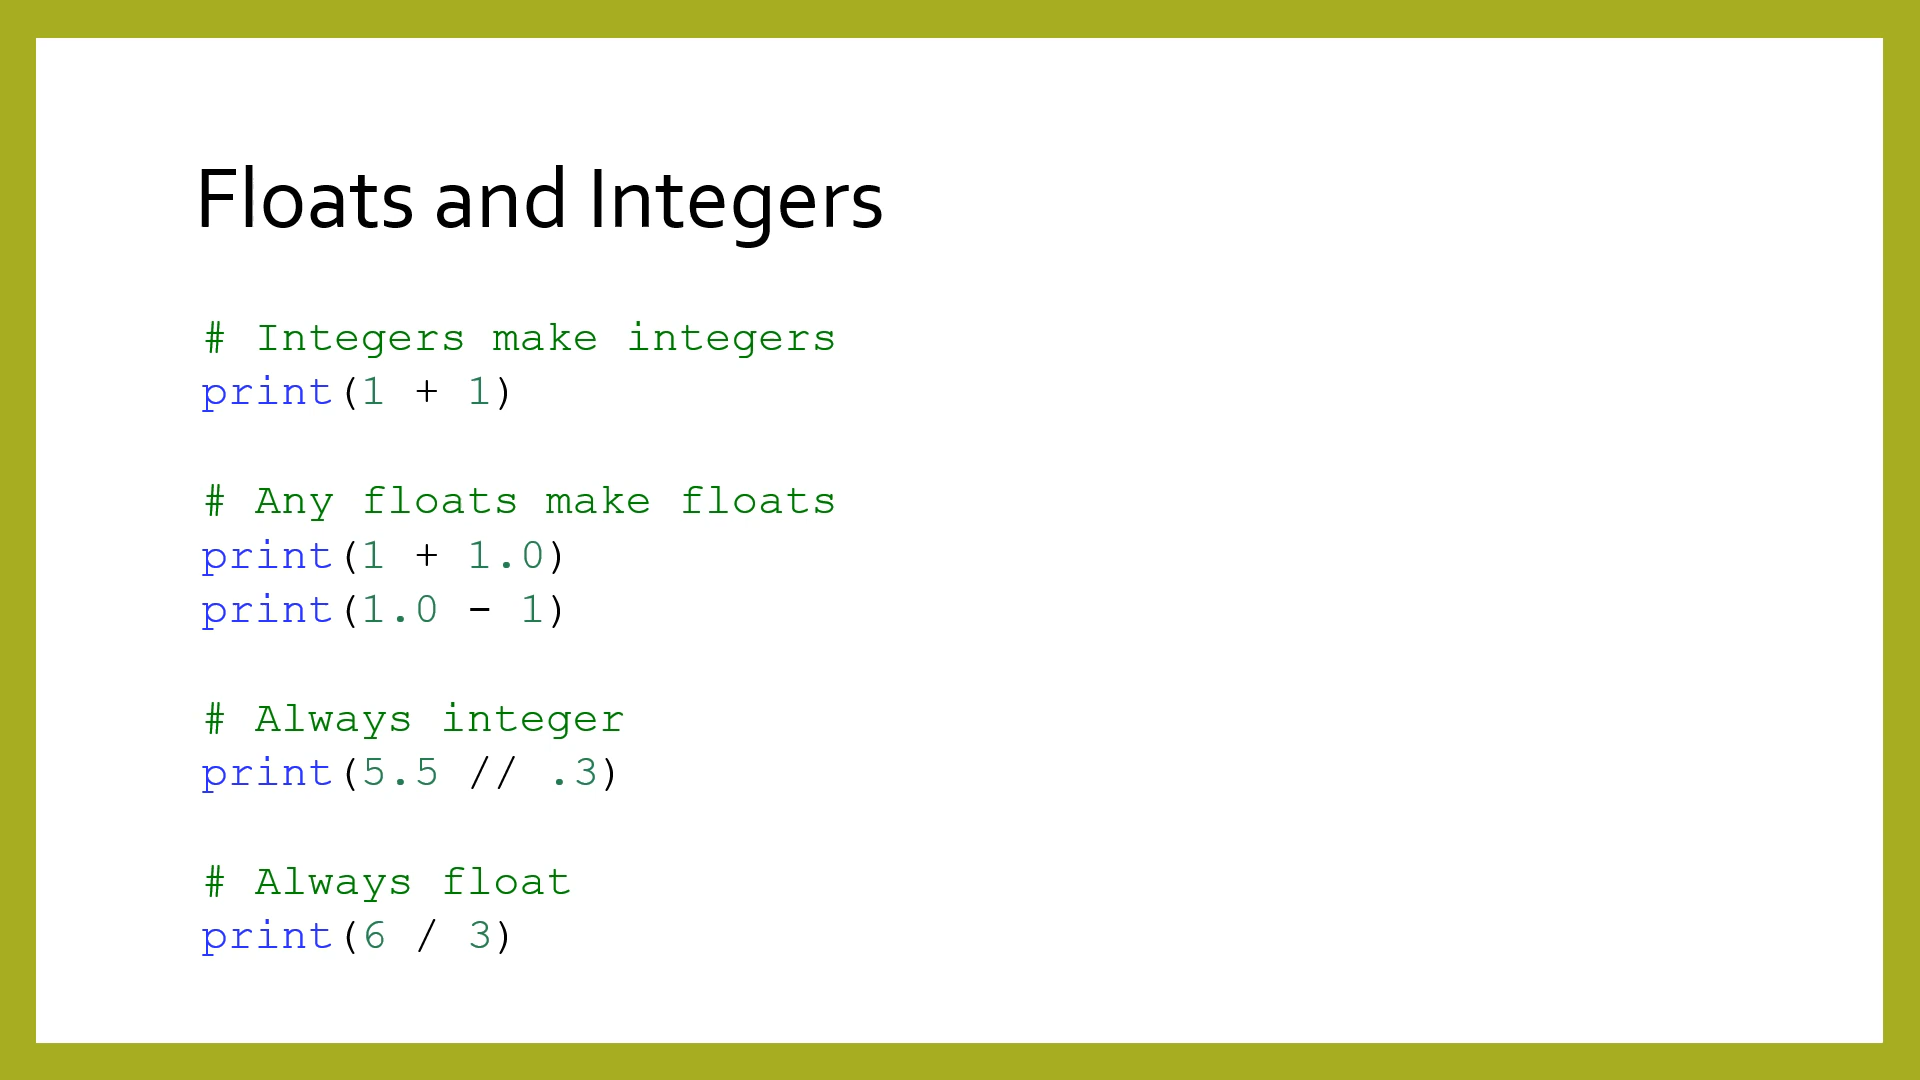 Floats and Integers
# Integers make integers
print(1 + 1)
# Any floats make floats
print(1 + 1.0)
print(1.0 - 1)
# Always integer
print(5.5 // .3)
# Always float
print(6 / 3)